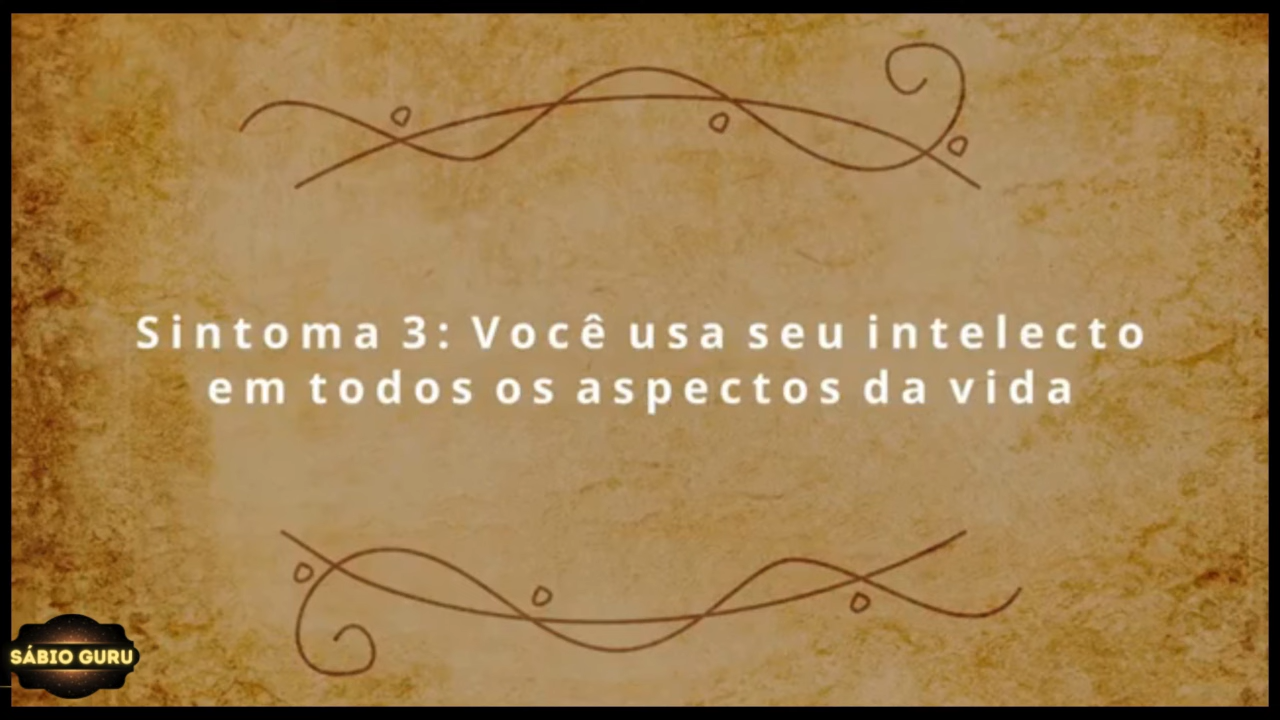 Sintoma 3: Você usa seu intelecto
em todos os aspectos da vida
SÁBIO GURU